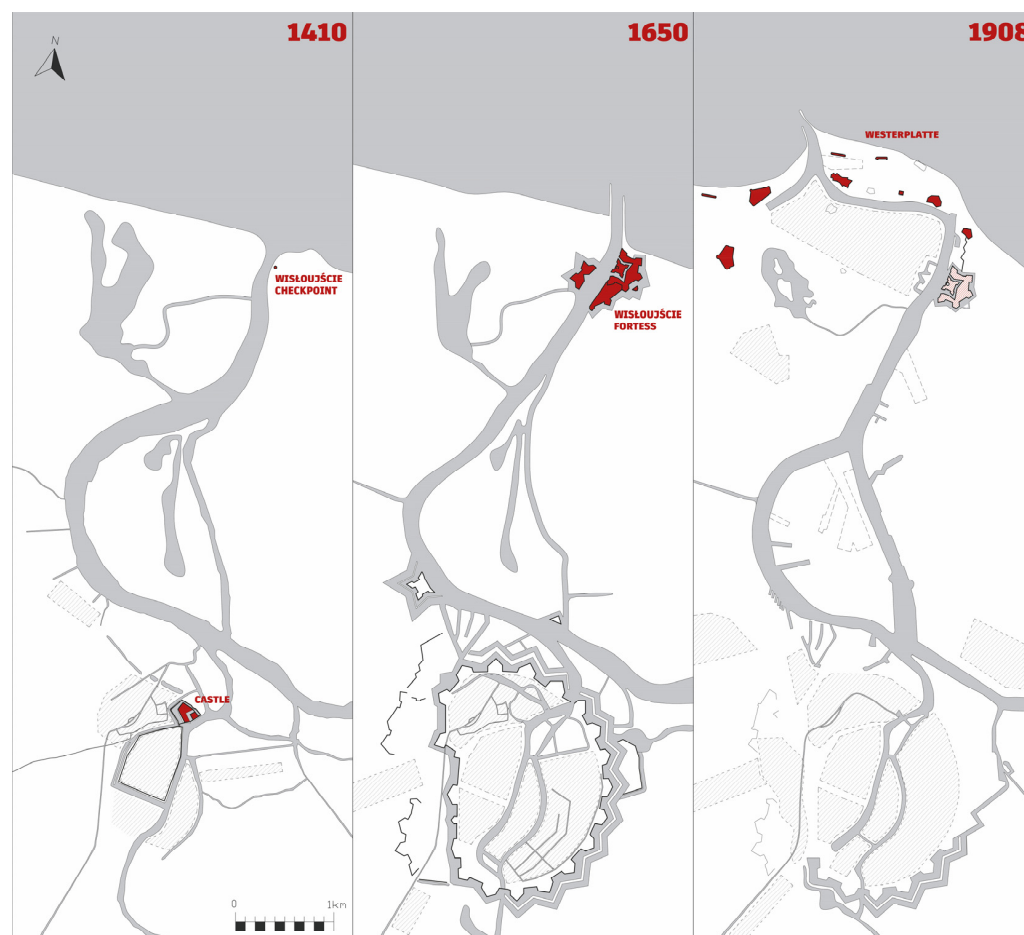 1410
1650
1908
N
WESTERPLATTE
WISŁOUJŚCIE
CHECKPOINT
WISŁOUJŚCIE
FORTESS
CASTLE
0
1km